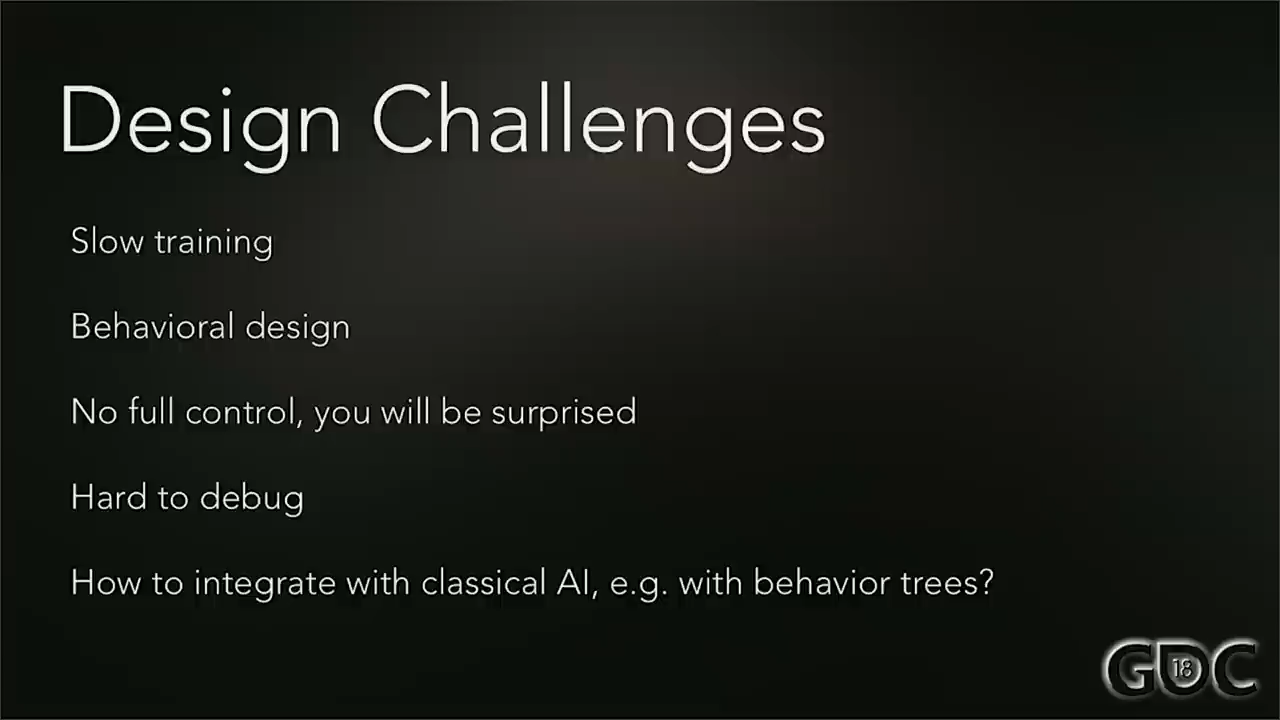 Design Challenges
Slow training
Behavioral design
No full control, you will be surprised
Hard to debug
How to integrate with classical AI, e.g. with behavior trees?
GDC 18